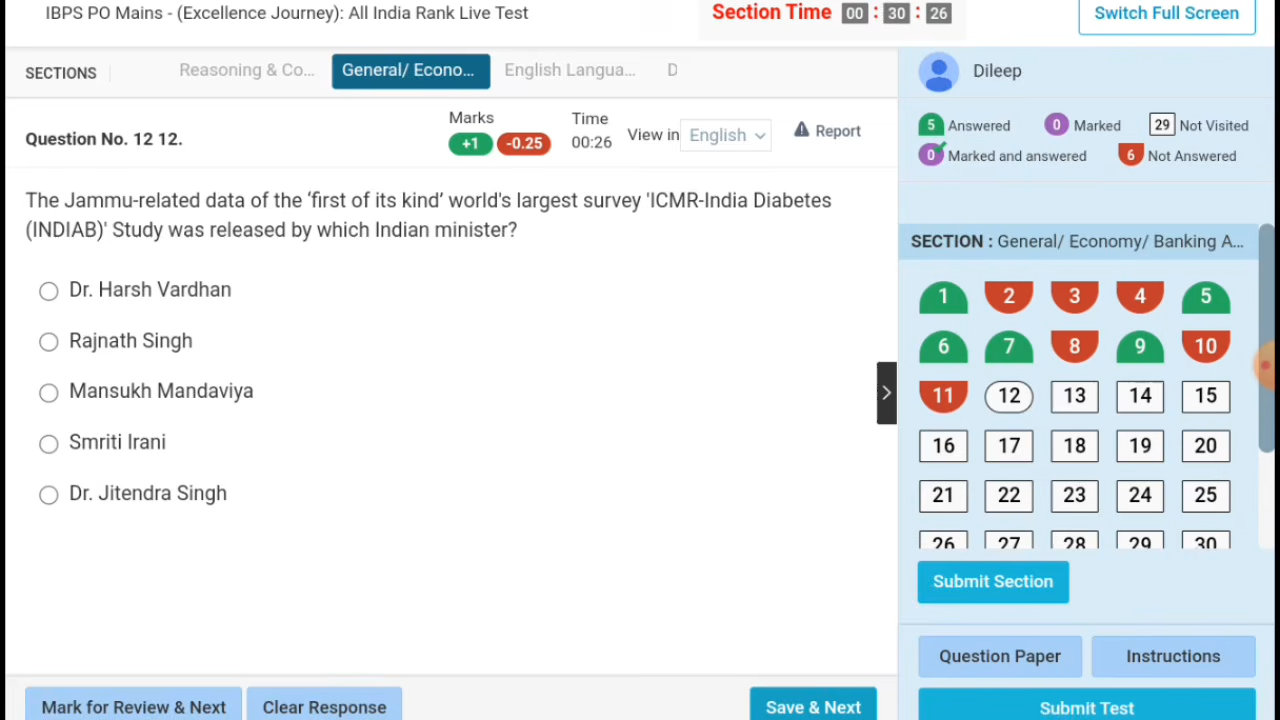 IBPS PO Mains - (Excellence Journey): All India Rank Live Test
Section Time 00 : 30 : 26
Switch Full Screen
SECTIONS
Reasoning & Co...
General/ Econo...
English Langua...
D
Dileep
Question No. 12 12.
Marks
+1 -0.25
Time
00:26
View in English
Report
5 Answered
0 Marked
29 Not Visited
0 Marked and answered
6 Not Answered
The Jammu-related data of the ‘first of its kind’ world's largest survey 'ICMR-India Diabetes
(INDIAB)' Study was released by which Indian minister?
Dr. Harsh Vardhan
Rajnath Singh
Mansukh Mandaviya
Smriti Irani
Dr. Jitendra Singh
SECTION : General/ Economy/ Banking A...
1 2 3 4 5
6 7 8 9 10
11 12 13 14 15
16 17 18 19 20
21 22 23 24 25
26 27 28 29 30
Submit Section
Question Paper
Instructions
Mark for Review & Next
Clear Response
Save & Next
Submit Test